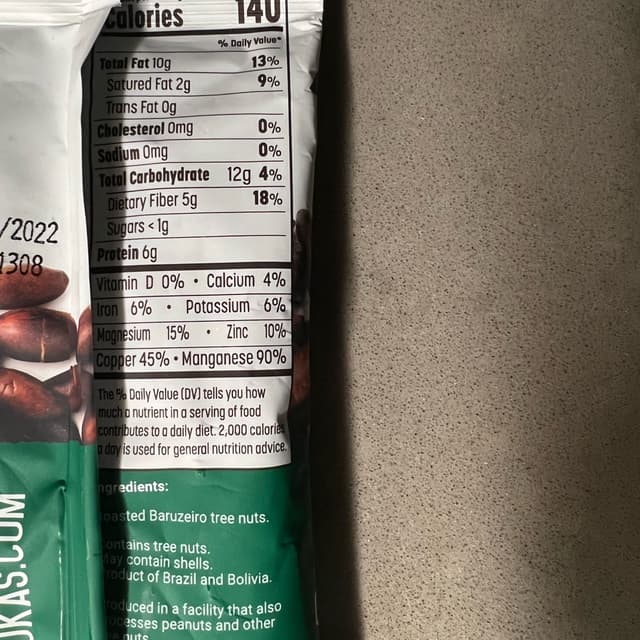 Calories 140
% Daily Value*
Total Fat 10g 13%
Satured Fat 2g 9%
Trans Fat 0g
Cholesterol 0mg 0%
Sodium 0mg 0%
Total Carbohydrate 12g 4%
Dietary Fiber 5g 18%
Sugars < 1g
Protein 6g
Vitamin D 0% • Calcium 4%
Iron 6% • Potassium 6%
Magnesium 15% • Zinc 10%
Copper 45% • Manganese 90%
The % Daily Value (DV) tells you how
much a nutrient in a serving of food
contributes to a daily diet. 2,000 calories
a day is used for general nutrition advice.
Ingredients:
Roasted Baruzeiro tree nuts.
Contains tree nuts.
May contain shells.
Product of Brazil and Bolivia.
Produced in a facility that also
processes peanuts and other
nuts
/2022
1308
UKAS.COM